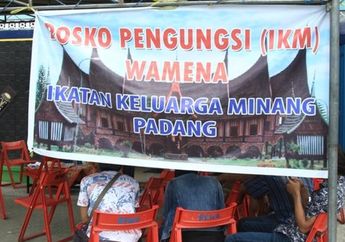 POSKO PENGUNGSI (IKM)
WAMENA
IKATAN KELUARGA MINANG
PADANG